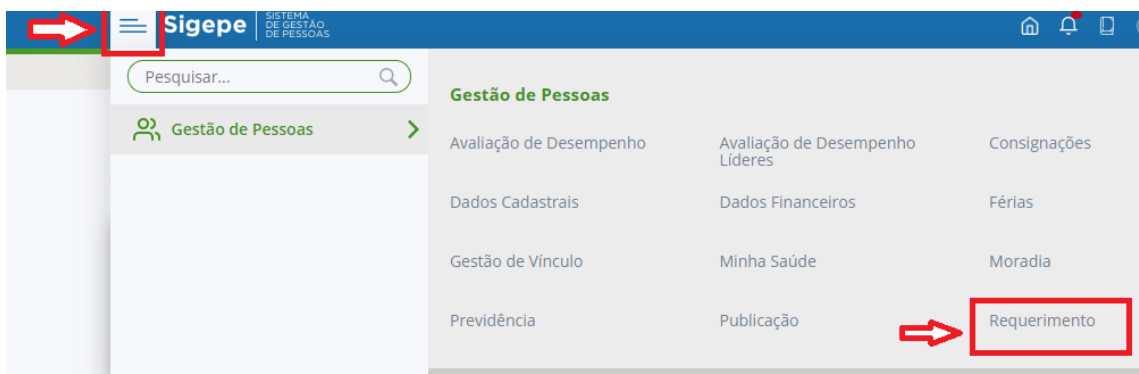 Sigepe
SISTEMA
DE GESTÃO
DE PESSOAS
Pesquisar...
Gestão de Pessoas
Gestão de Pessoas
Avaliação de Desempenho
Avaliação de Desempenho
Líderes
Consignações
Dados Cadastrais
Dados Financeiros
Férias
Gestão de Vínculo
Minha Saúde
Moradia
Previdência
Publicação
Requerimento